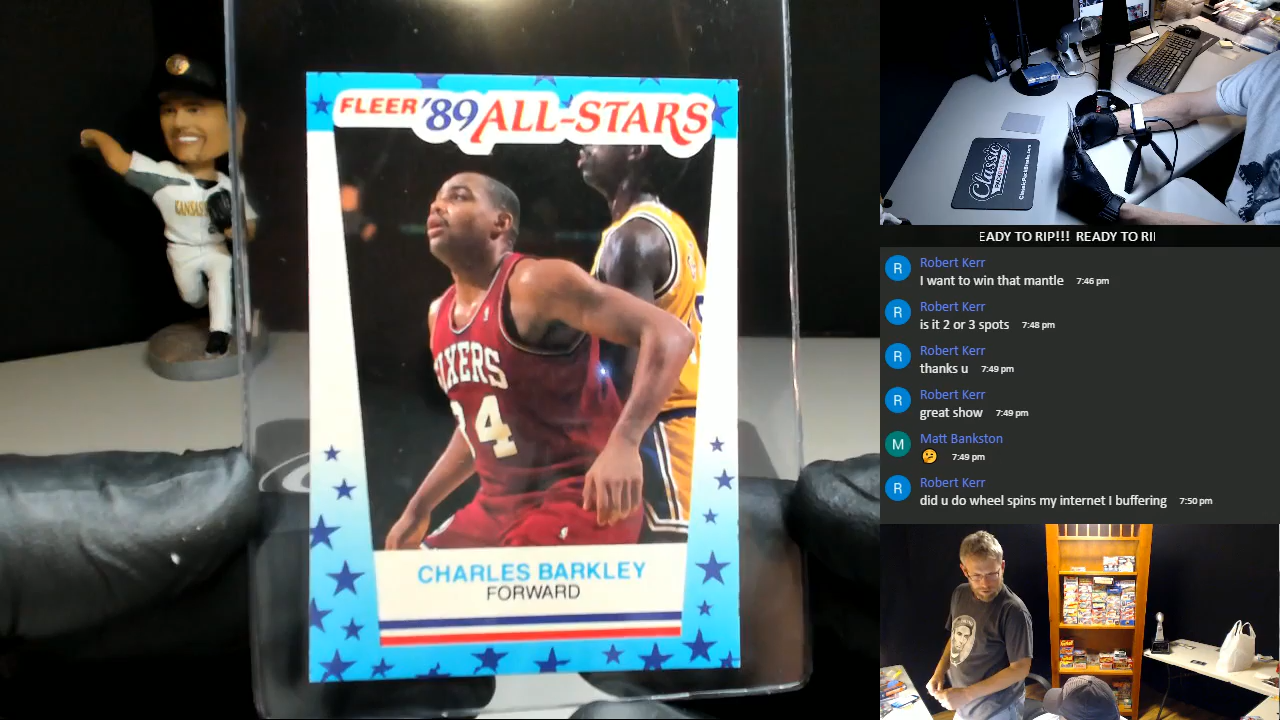 FLEER '89 ALL-STARS
KANSAS
SIXERS
34
CHARLES BARKLEY
FORWARD
Classic
EADY TO RIP!!! READY TO RI
R Robert Kerr
I want to win that mantle 7:46 pm
R Robert Kerr
is it 2 or 3 spots 7:48 pm
R Robert Kerr
thanks u 7:49 pm
R Robert Kerr
great show 7:49 pm
M Matt Bankston
🤔 7:49 pm
R Robert Kerr
did u do wheel spins my internet I buffering 7:50 pm